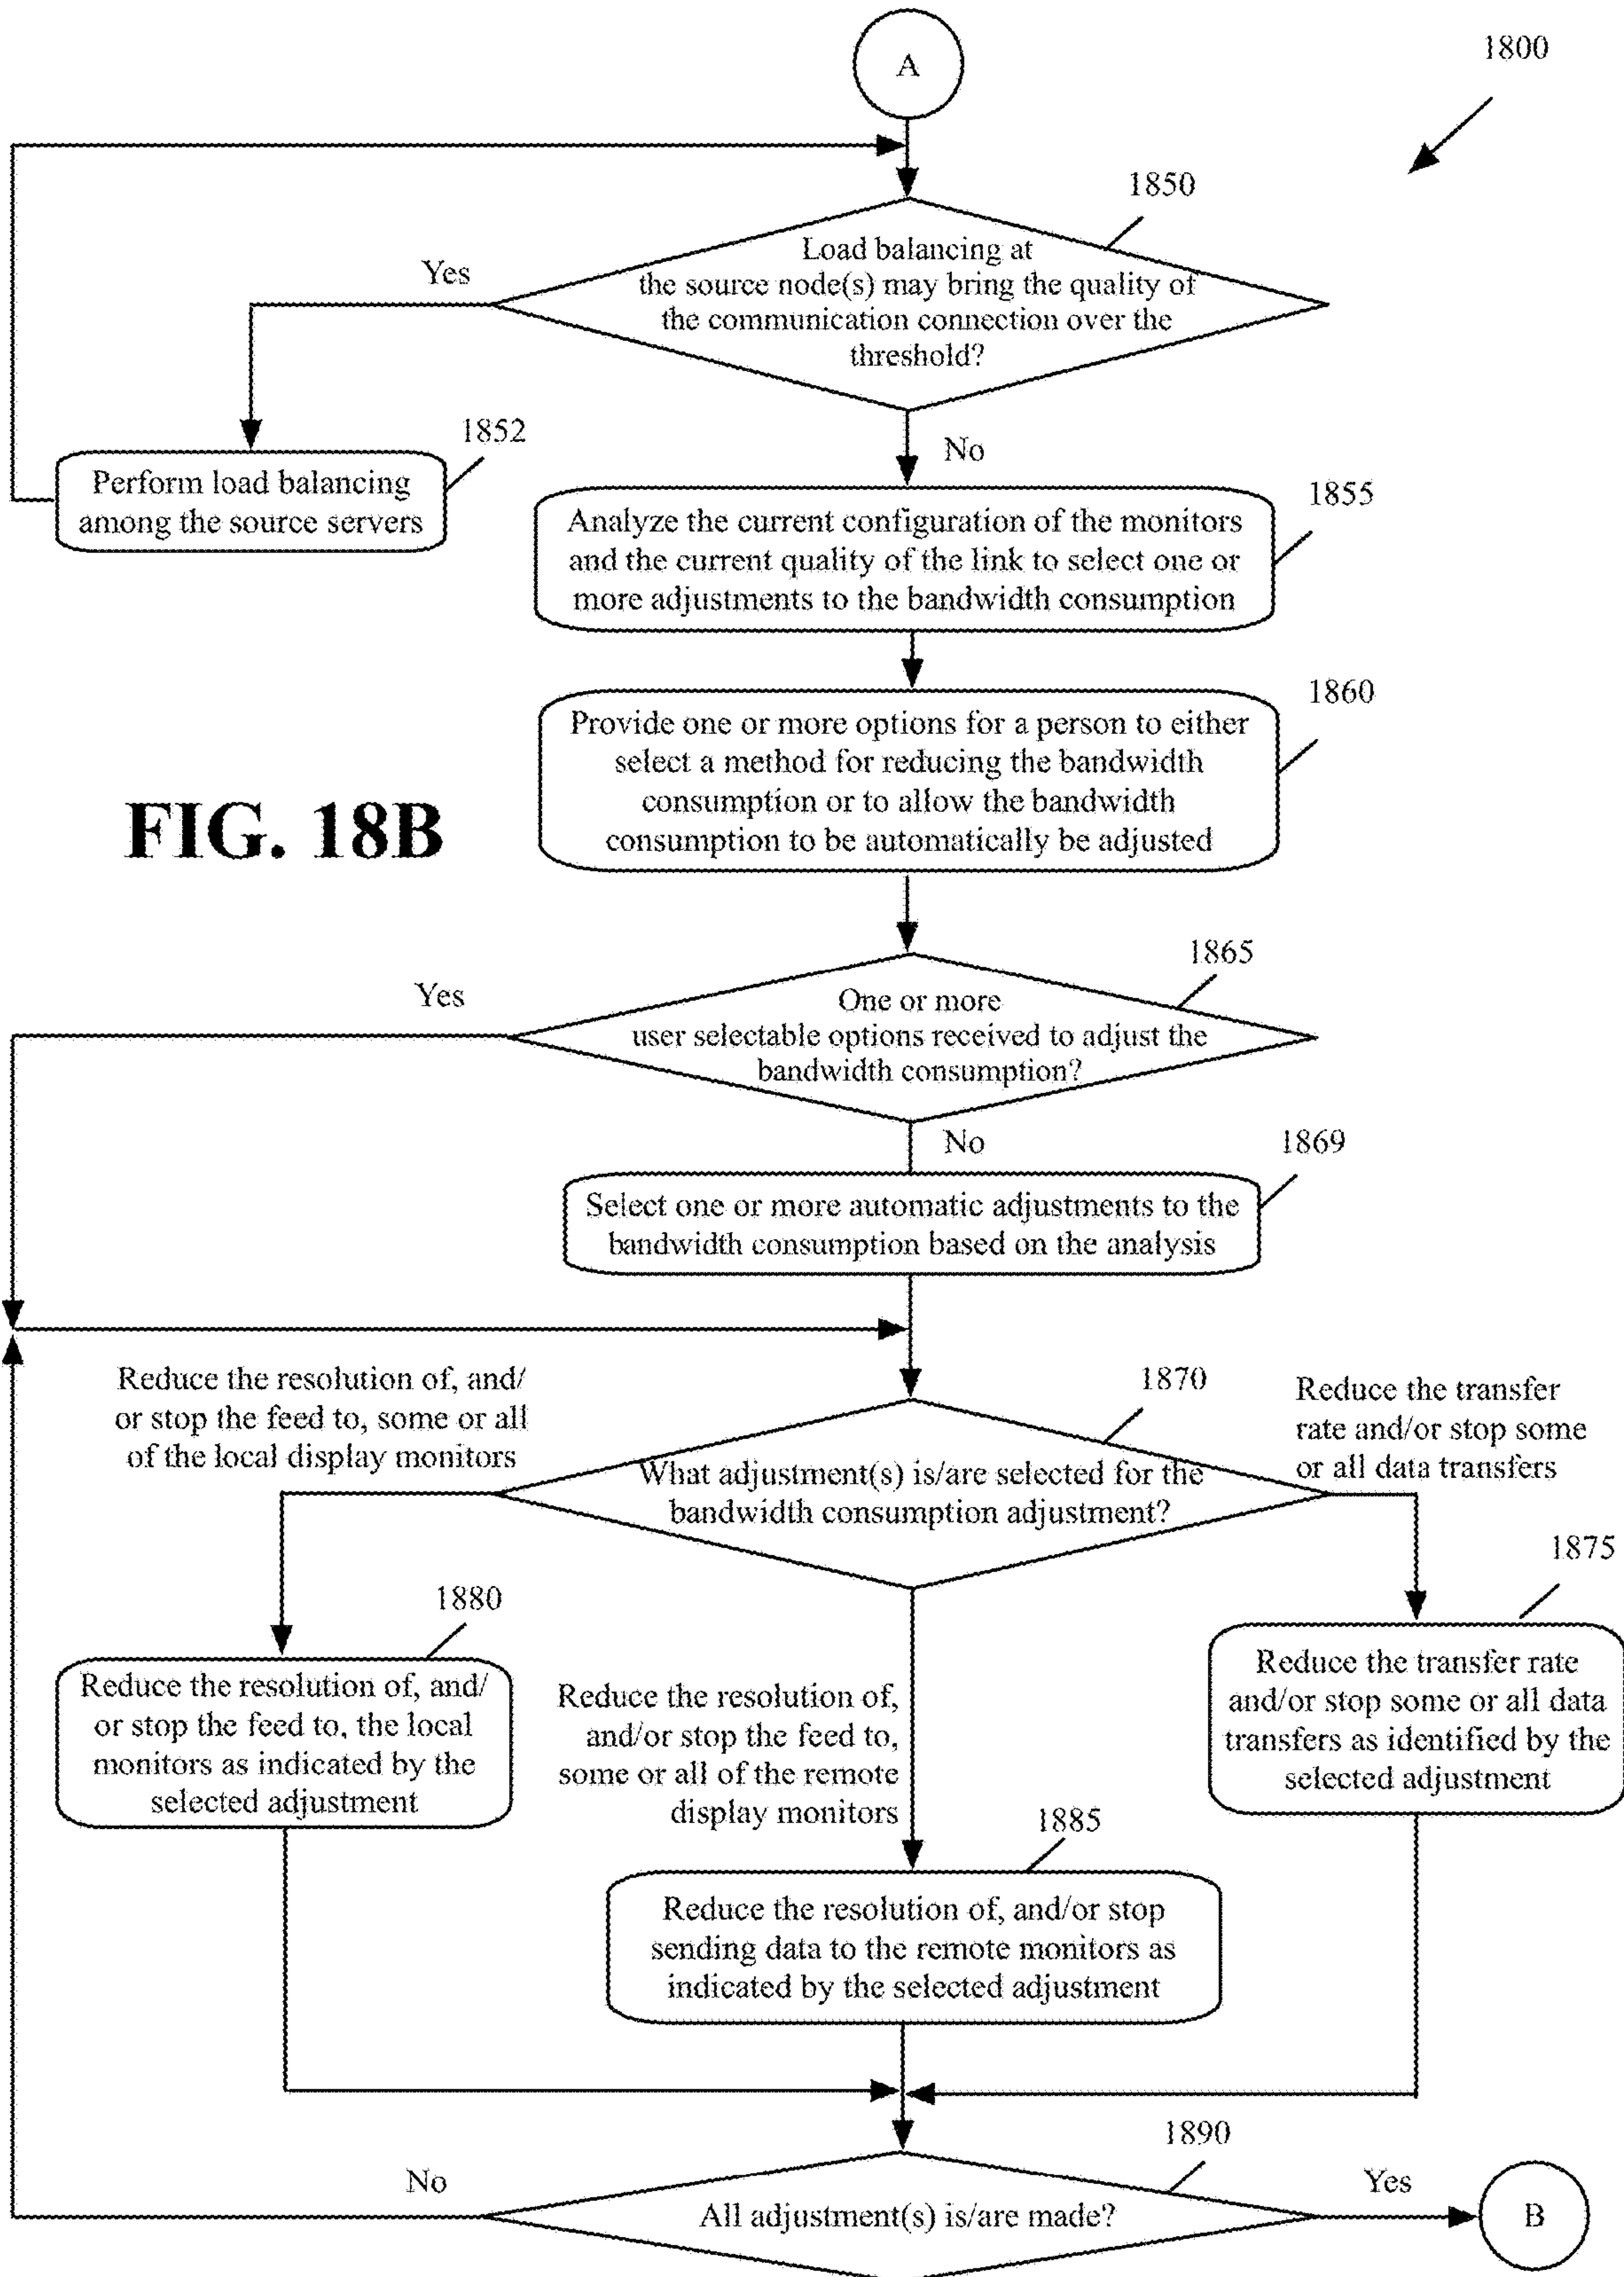 A
1800
1850
Load balancing at
the source node(s) may bring the quality of
the communication connection over the
threshold?
Yes
No
1852
Perform load balancing
among the source servers
1855
Analyze the current configuration of the monitors
and the current quality of the link to select one or
more adjustments to the bandwidth consumption
1860
Provide one or more options for a person to either
select a method for reducing the bandwidth
consumption or to allow the bandwidth
consumption to be automatically be adjusted
FIG. 18B
1865
Yes
One or more
user selectable options received to adjust the
bandwidth consumption?
No
1869
Select one or more automatic adjustments to the
bandwidth consumption based on the analysis
Reduce the resolution of, and/
or stop the feed to, some or all
of the local display monitors
1870
Reduce the transfer
rate and/or stop some
or all data transfers
What adjustment(s) is/are selected for the
bandwidth consumption adjustment?
1875
1880
Reduce the resolution of, and/
or stop the feed to, the local
monitors as indicated by the
selected adjustment
Reduce the resolution of,
and/or stop the feed to,
some or all of the remote
display monitors
Reduce the transfer rate
and/or stop some or all data
transfers as identified by the
selected adjustment
1885
Reduce the resolution of, and/or stop
sending data to the remote monitors as
indicated by the selected adjustment
1890
No
All adjustment(s) is/are made?
Yes
B